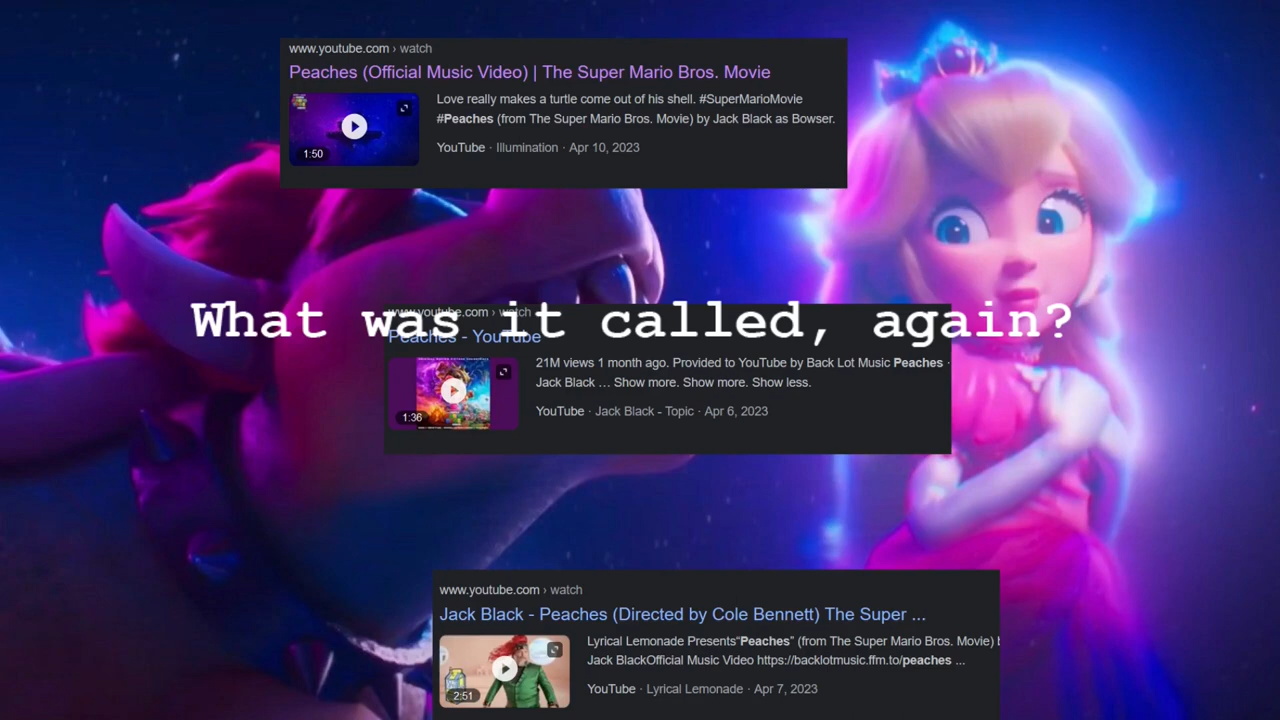 www.youtube.com › watch
Peaches (Official Music Video) | The Super Mario Bros. Movie
Love really makes a turtle come out of his shell. #SuperMarioMovie
#Peaches (from The Super Mario Bros. Movie) by Jack Black as Bowser.
1:50
YouTube · Illumination · Apr 10, 2023
What was it called, again?
www.youtube.com › watch
Peaches - YouTube
21M views 1 month ago. Provided to YouTube by Back Lot Music Peaches ·
Jack Black ... Show more. Show more. Show less.
1:36
YouTube · Jack Black - Topic · Apr 6, 2023
www.youtube.com › watch
Jack Black - Peaches (Directed by Cole Bennett) The Super ...
Lyrical Lemonade Presents“Peaches” (from The Super Mario Bros. Movie)
Jack BlackOfficial Music Video https://backlotmusic.ffm.to/peaches ...
2:51
YouTube · Lyrical Lemonade · Apr 7, 2023